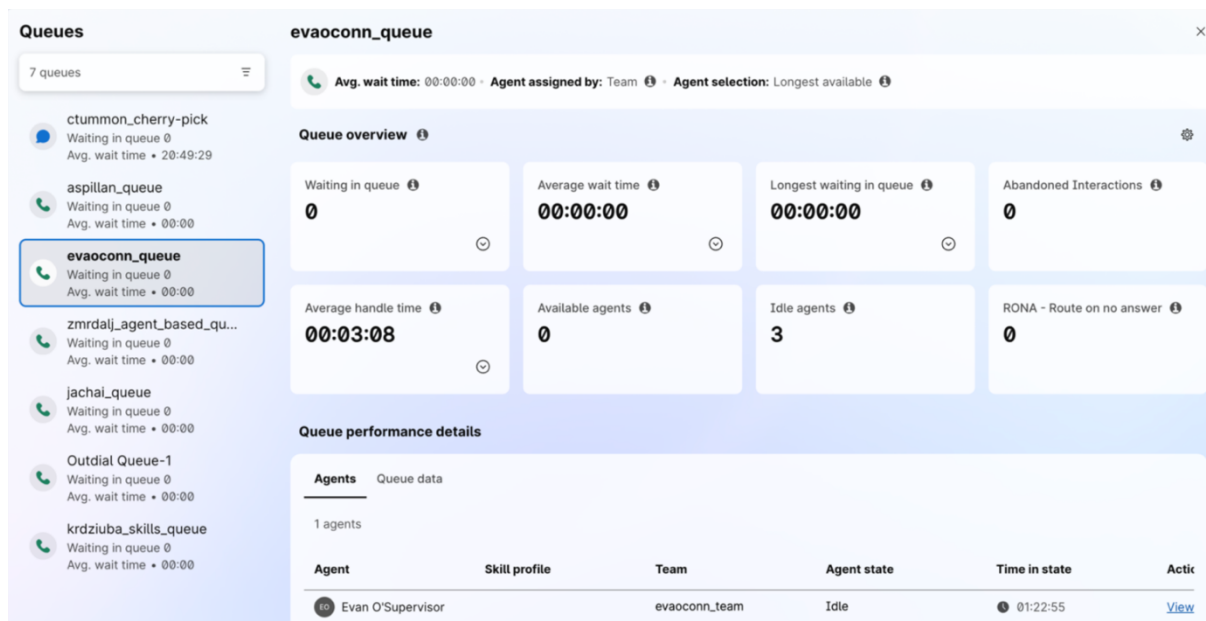 Queues
7 queues
ctummon_cherry-pick
Waiting in queue 0
Avg. wait time • 20:49:29
aspillan_queue
Waiting in queue 0
Avg. wait time • 00:00
evaoconn_queue
Waiting in queue 0
Avg. wait time • 00:00
zmrdalj_agent_based_qu...
Waiting in queue 0
Avg. wait time • 00:00
jachai_queue
Waiting in queue 0
Avg. wait time • 00:00
Outdial Queue-1
Waiting in queue 0
Avg. wait time • 00:00
krdziuba_skills_queue
Waiting in queue 0
Avg. wait time • 00:00
evaoconn_queue
Avg. wait time: 00:00:00 • Agent assigned by: Team • Agent selection: Longest available
Queue overview
Waiting in queue
0
Average wait time
00:00:00
Longest waiting in queue
00:00:00
Abandoned Interactions
0
Average handle time
00:03:08
Available agents
0
Idle agents
3
RONA - Route on no answer
0
Queue performance details
Agents Queue data
1 agents
Agent Skill profile Team Agent state Time in state Actic
EO Evan O'Supervisor evaoconn_team Idle 01:22:55 View